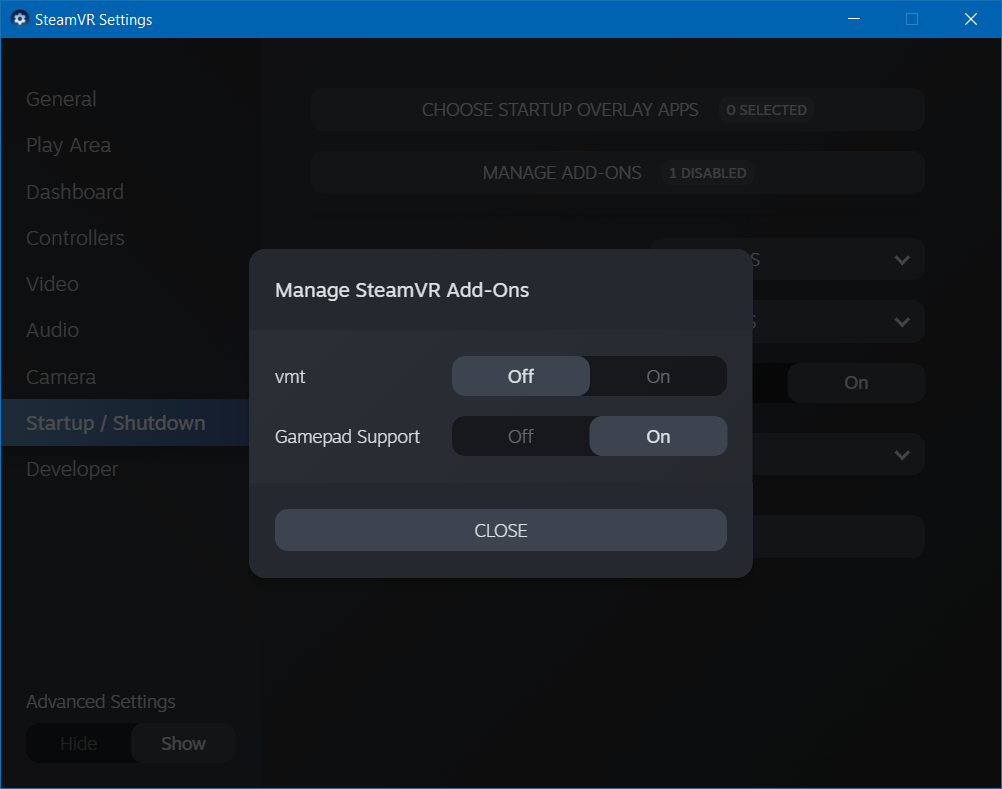 SteamVR Settings
General
Play Area
Dashboard
Controllers
Video
Audio
Camera
Startup / Shutdown
Developer
Advanced Settings
Hide Show
CHOOSE STARTUP OVERLAY APPS 0 SELECTED
MANAGE ADD-ONS 1 DISABLED
On
Manage SteamVR Add-Ons
vmt Off On
Gamepad Support Off On
CLOSE